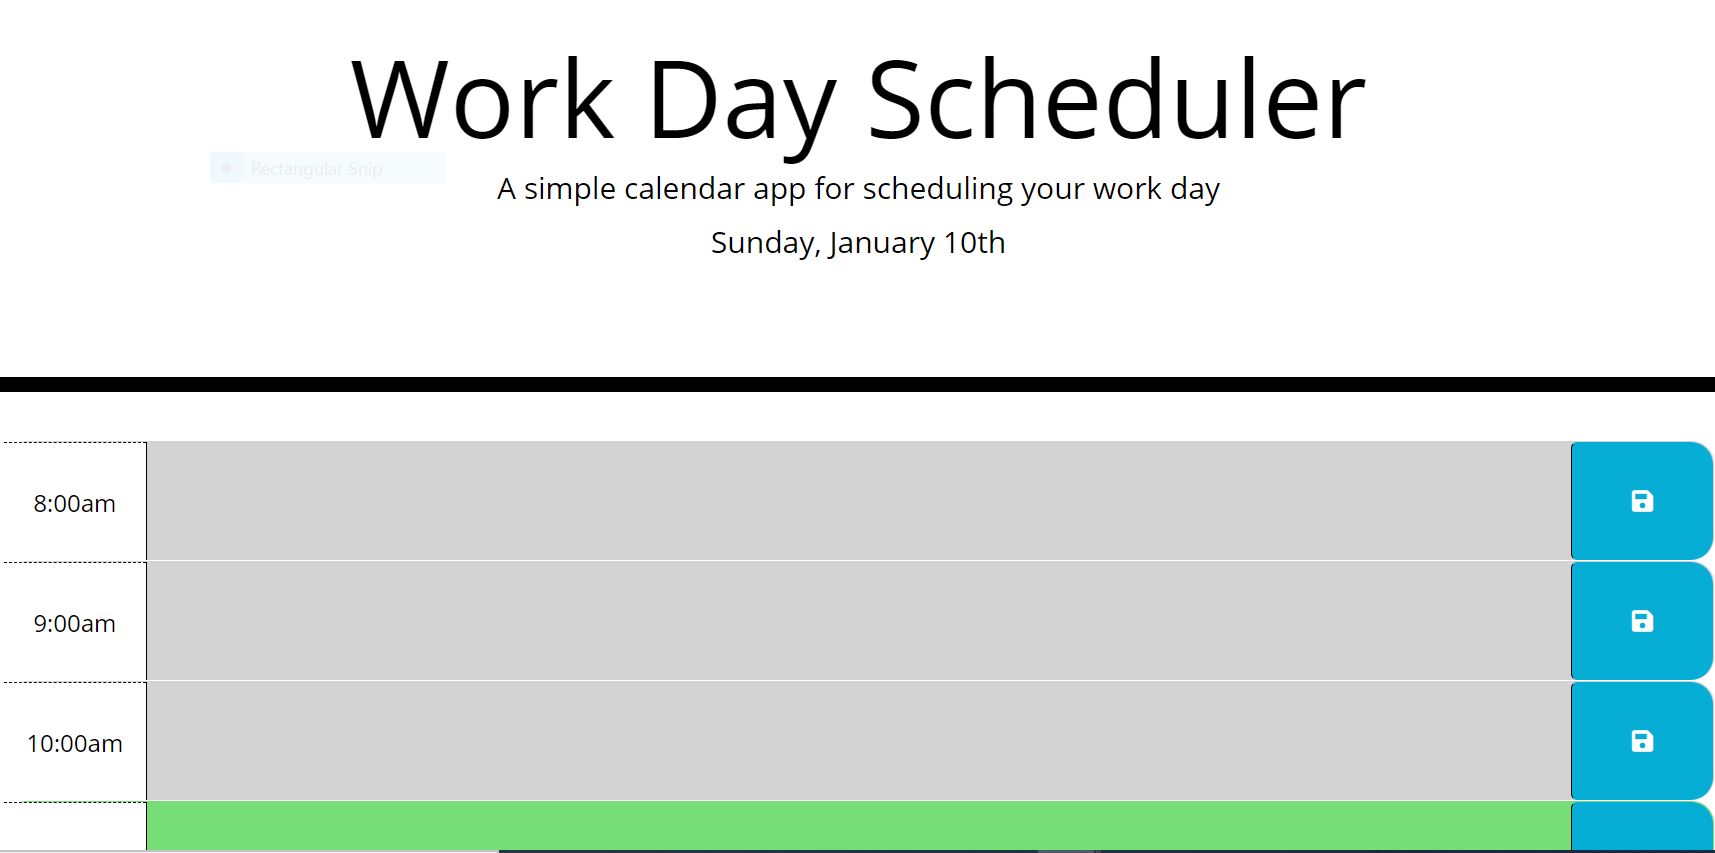 Work Day Scheduler
Rectangular Snip
A simple calendar app for scheduling your work day
Sunday, January 10th
8:00am
9:00am
10:00am